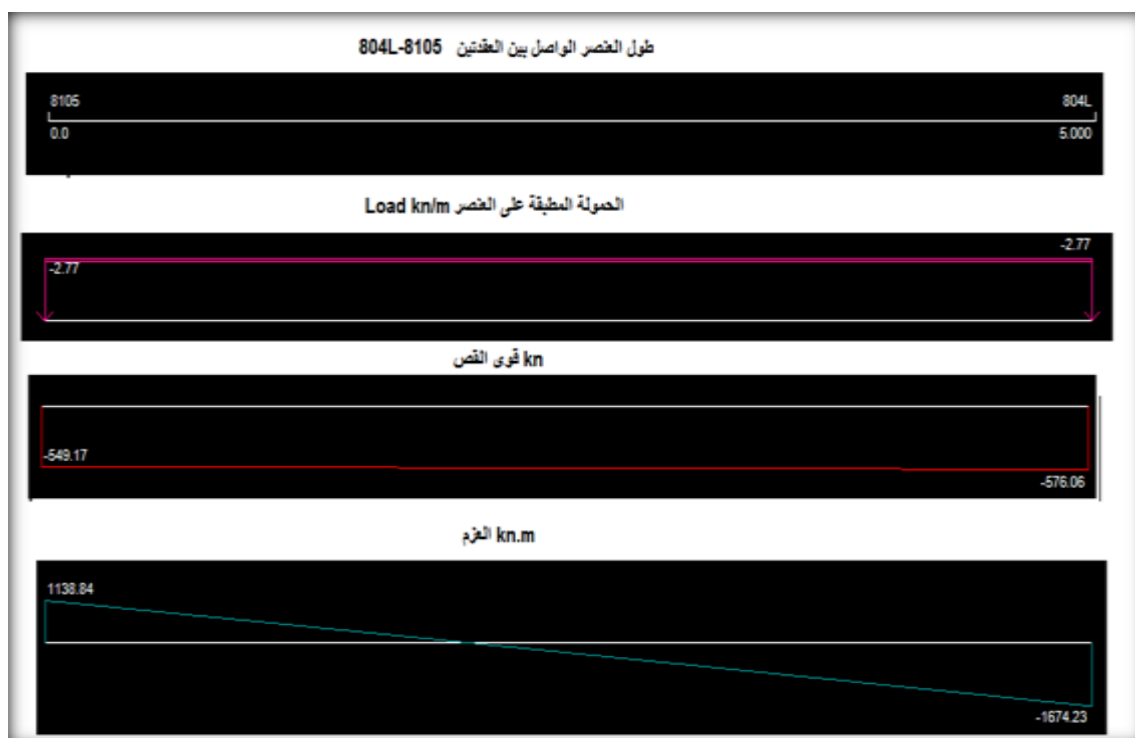 طول العنصر الواصل بين العقدتين 804L-8105
8105 804L
0.0 5.000
الحمولة المطبقة على العنصر Load kn/m
-2.77
-2.77
قوى القص kn
-549.17
-576.06
العزم kn.m
1138.84
-1674.23